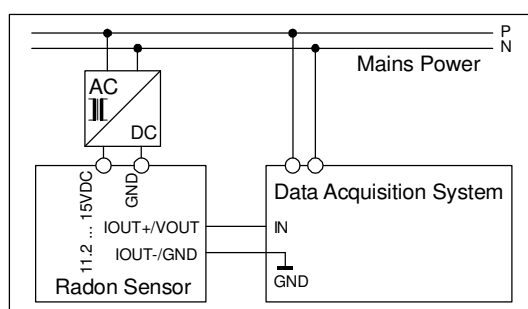 P
N
Mains Power
AC
DC
11.2 ... 15VDC
GND
Data Acquisition System
IOUT+/VOUT
IN
IOUT-/GND
GND
Radon Sensor